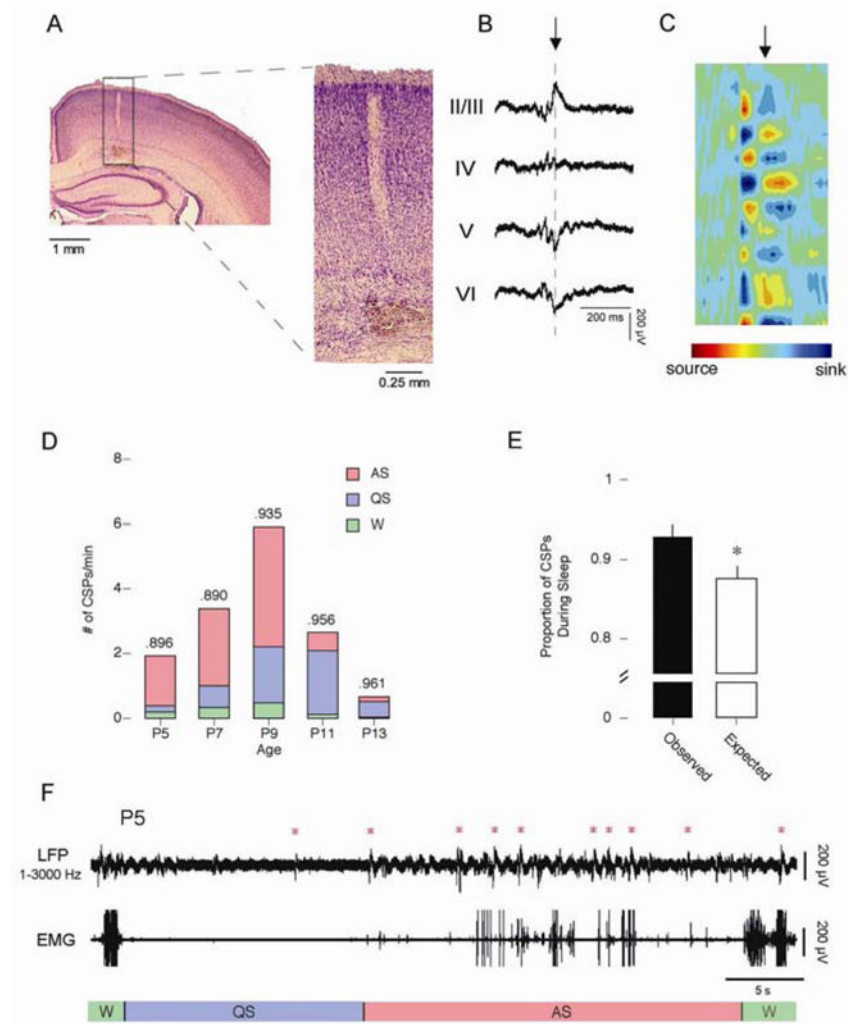 A
B
C
1 mm
0.25 mm
II/III
IV
V
VI
200 ms
200 μV
source
sink
D
# of CSPs/min
8
6
4
2
0
.896
.890
.935
.956
.961
AS
QS
W
P5
P7
P9
P11
P13
Age
E
Proportion of CSPs
During Sleep
1
0.9
0.8
0
*
Observed
Expected
F
P5
* * * * * * * * * *
LFP
1-3000 Hz
200 μV
EMG
200 μV
5 s
W
QS
AS
W